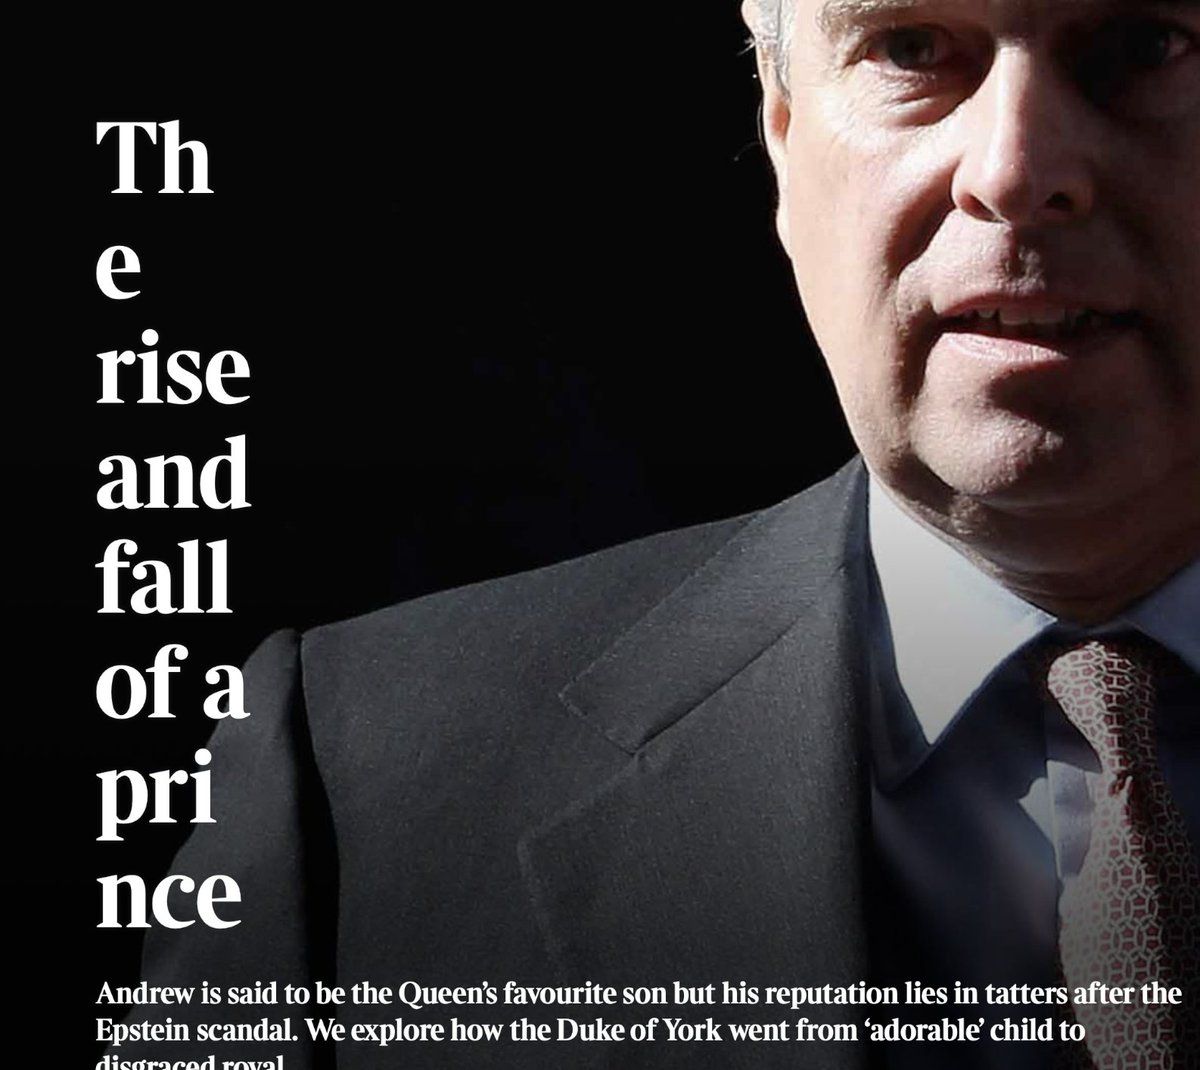 Th
e
rise
and
fall
of a
pri
nce
Andrew is said to be the Queen’s favourite son but his reputation lies in tatters after the
Epstein scandal. We explore how the Duke of York went from ‘adorable’ child to
disgraced royal